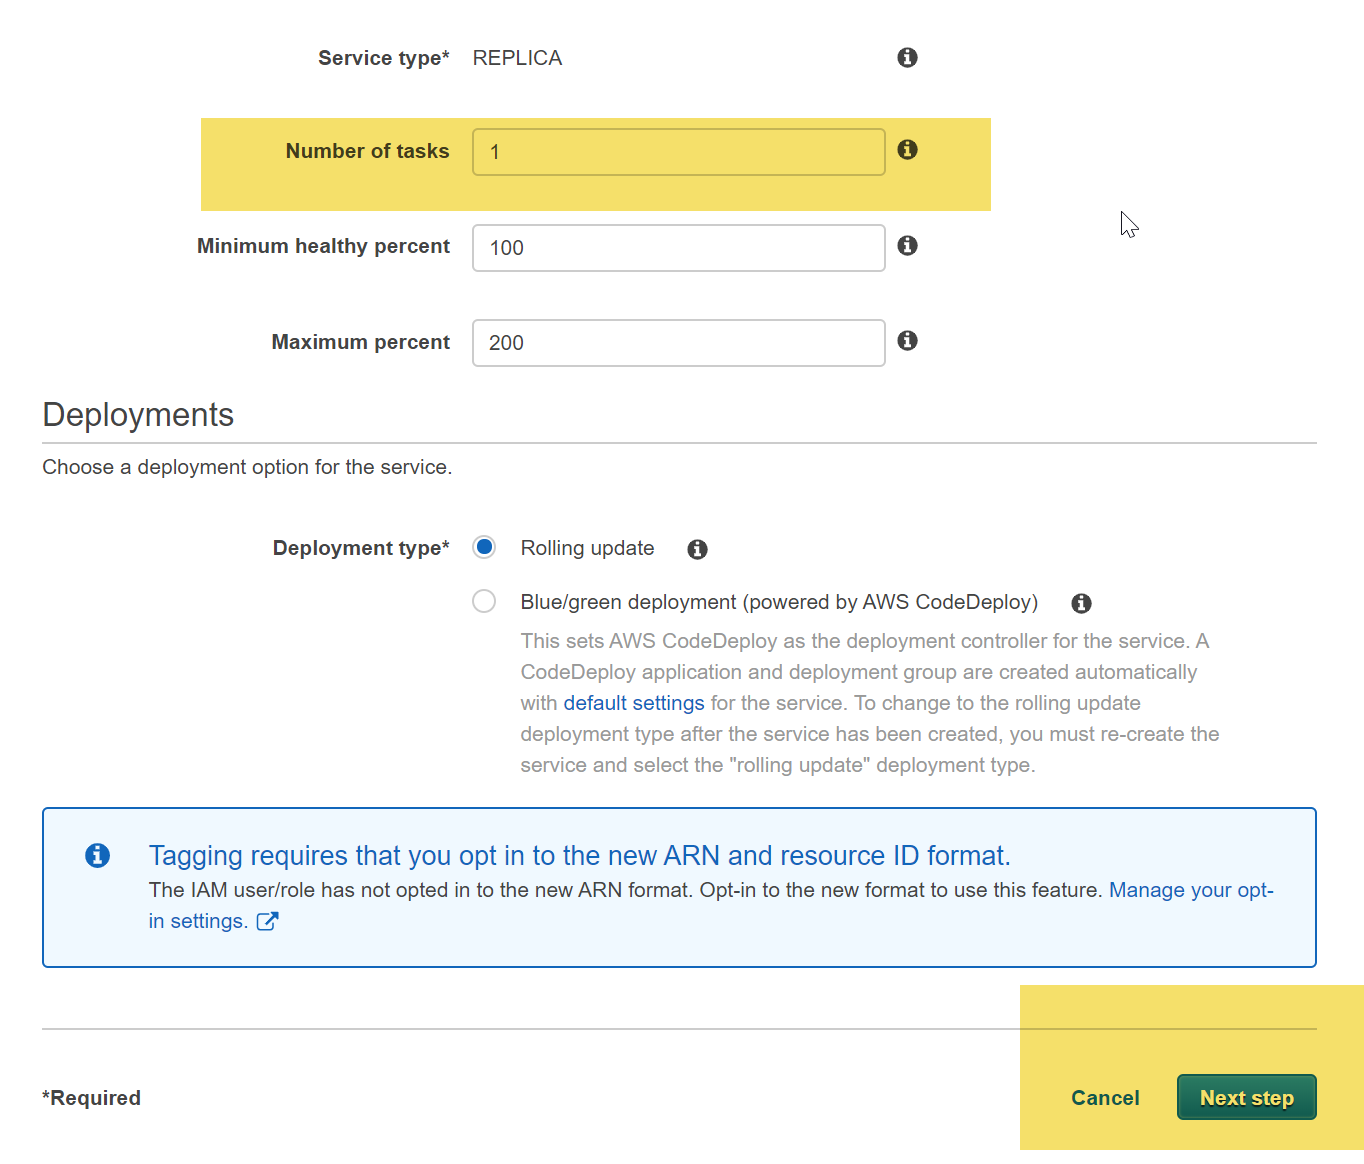 Service type* REPLICA
Number of tasks 1
Minimum healthy percent 100
Maximum percent 200
Deployments
Choose a deployment option for the service.
Deployment type* Rolling update
Blue/green deployment (powered by AWS CodeDeploy)
This sets AWS CodeDeploy as the deployment controller for the service. A
CodeDeploy application and deployment group are created automatically
with default settings for the service. To change to the rolling update
deployment type after the service has been created, you must re-create the
service and select the "rolling update" deployment type.
Tagging requires that you opt in to the new ARN and resource ID format.
The IAM user/role has not opted in to the new ARN format. Opt-in to the new format to use this feature. Manage your opt-
in settings.
*Required Cancel Next step